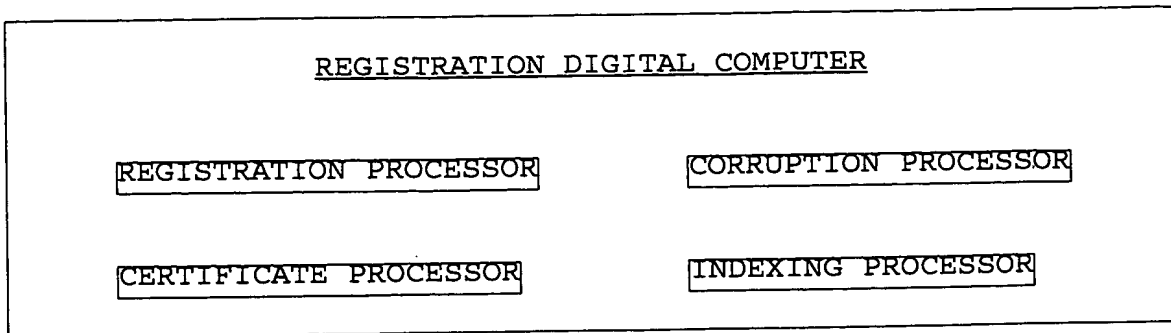 REGISTRATION DIGITAL COMPUTER
REGISTRATION PROCESSOR CORRUPTION PROCESSOR
CERTIFICATE PROCESSOR INDEXING PROCESSOR